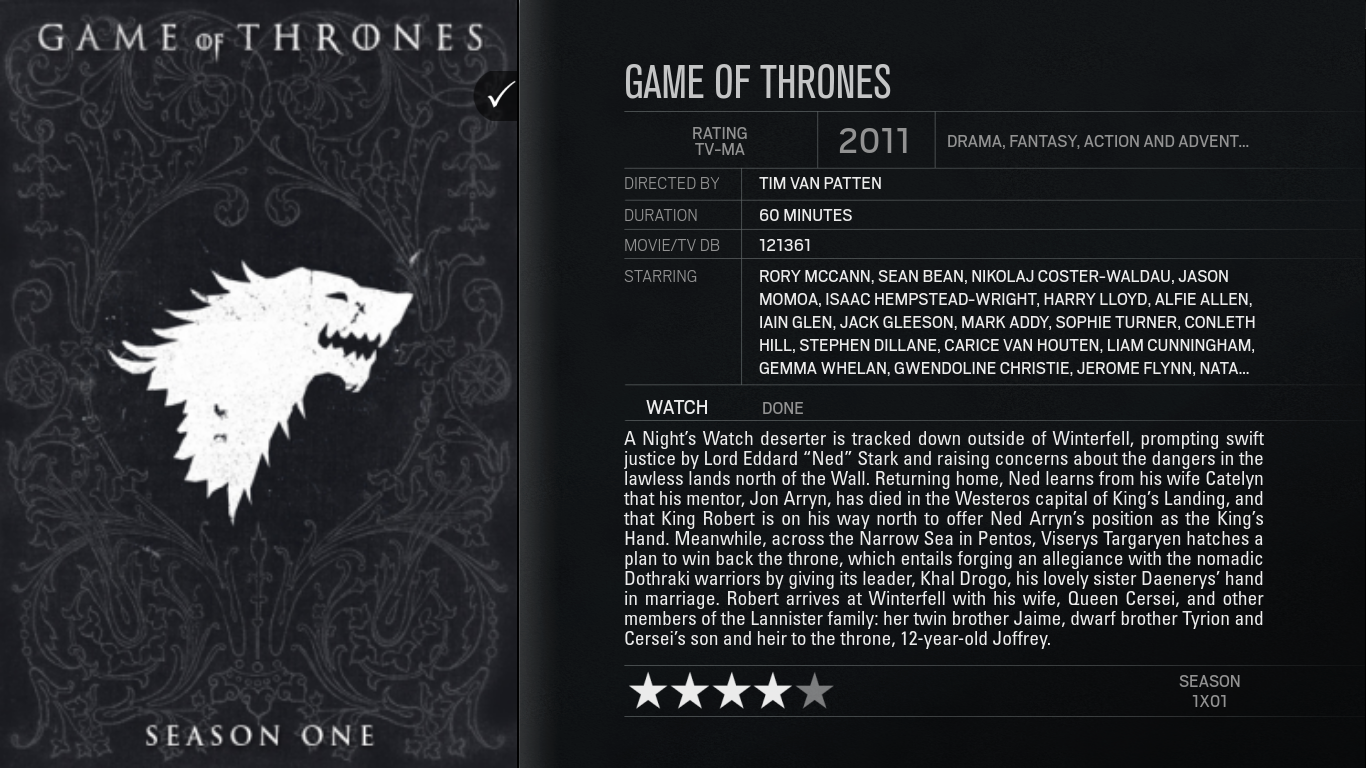 GAME OF THRONES
SEASON ONE
GAME OF THRONES
RATING
TV-MA
2011
DRAMA, FANTASY, ACTION AND ADVENT...
DIRECTED BY TIM VAN PATTEN
DURATION 60 MINUTES
MOVIE/TV DB 121361
STARRING RORY MCCANN, SEAN BEAN, NIKOLAJ COSTER-WALDAU, JASON
MOMOA, ISAAC HEMPSTEAD-WRIGHT, HARRY LLOYD, ALFIE ALLEN,
IAIN GLEN, JACK GLEESON, MARK ADDY, SOPHIE TURNER, CONLETH
HILL, STEPHEN DILLANE, CARICE VAN HOUTEN, LIAM CUNNINGHAM,
GEMMA WHELAN, GWENDOLINE CHRISTIE, JEROME FLYNN, NATA...
WATCH DONE
A Night’s Watch deserter is tracked down outside of Winterfell, prompting swift
justice by Lord Eddard “Ned” Stark and raising concerns about the dangers in the
lawless lands north of the Wall. Returning home, Ned learns from his wife Catelyn
that his mentor, Jon Arryn, has died in the Westeros capital of King’s Landing, and
that King Robert is on his way north to offer Ned Arryn’s position as the King’s
Hand. Meanwhile, across the Narrow Sea in Pentos, Viserys Targaryen hatches a
plan to win back the throne, which entails forging an allegiance with the nomadic
Dothraki warriors by giving its leader, Khal Drogo, his lovely sister Daenerys’ hand
in marriage. Robert arrives at Winterfell with his wife, Queen Cersei, and other
members of the Lannister family: her twin brother Jaime, dwarf brother Tyrion and
Cersei’s son and heir to the throne, 12-year-old Joffrey.
SEASON
1X01